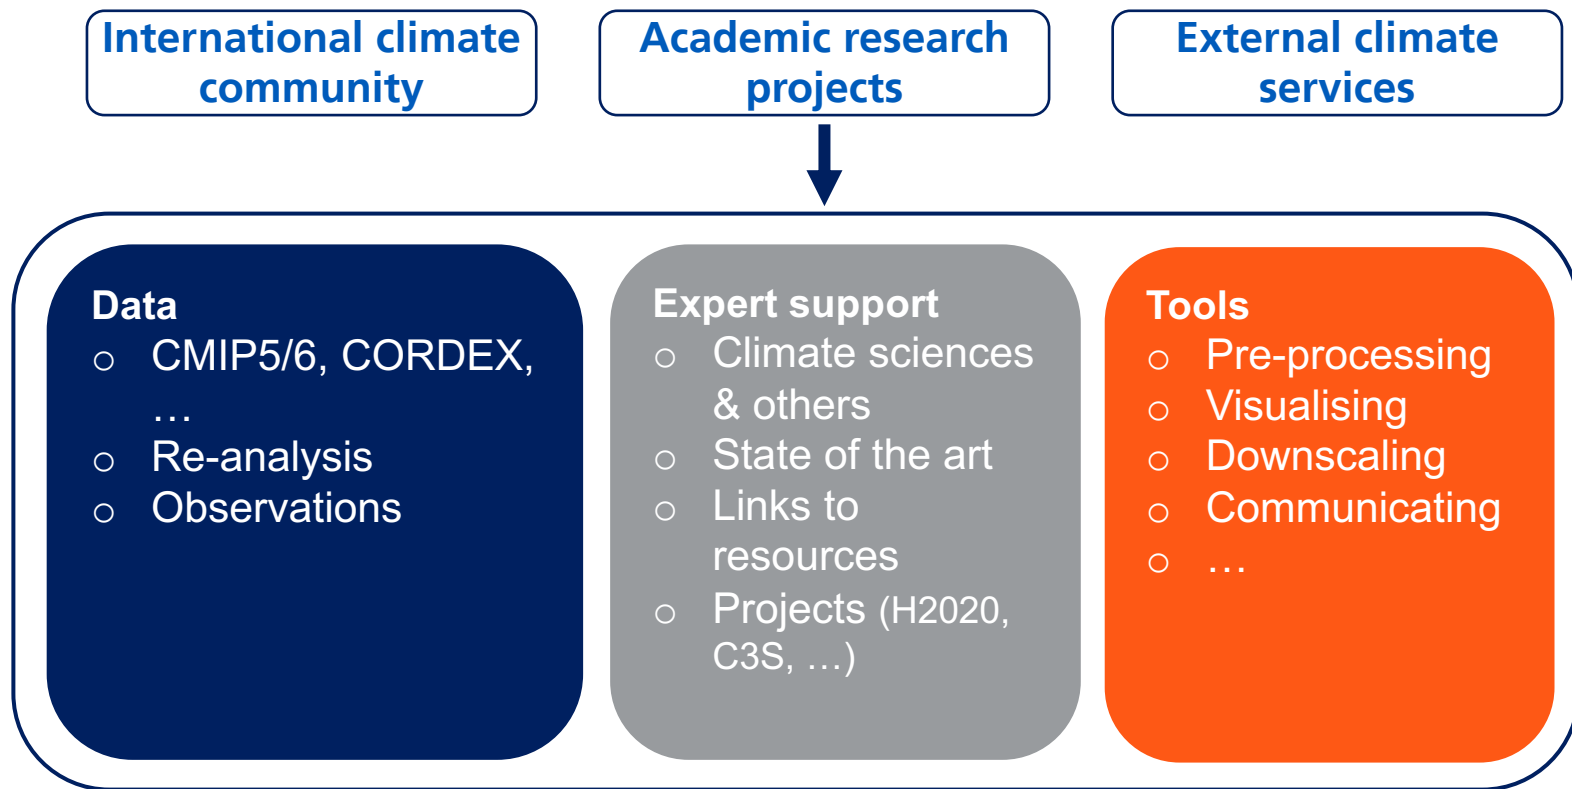 International climate
community
Academic research
projects
External climate
services
Data
o CMIP5/6, CORDEX,
…
o Re-analysis
o Observations
Expert support
o Climate sciences
& others
o State of the art
o Links to
resources
o Projects (H2020,
C3S, …)
Tools
o Pre-processing
o Visualising
o Downscaling
o Communicating
o …